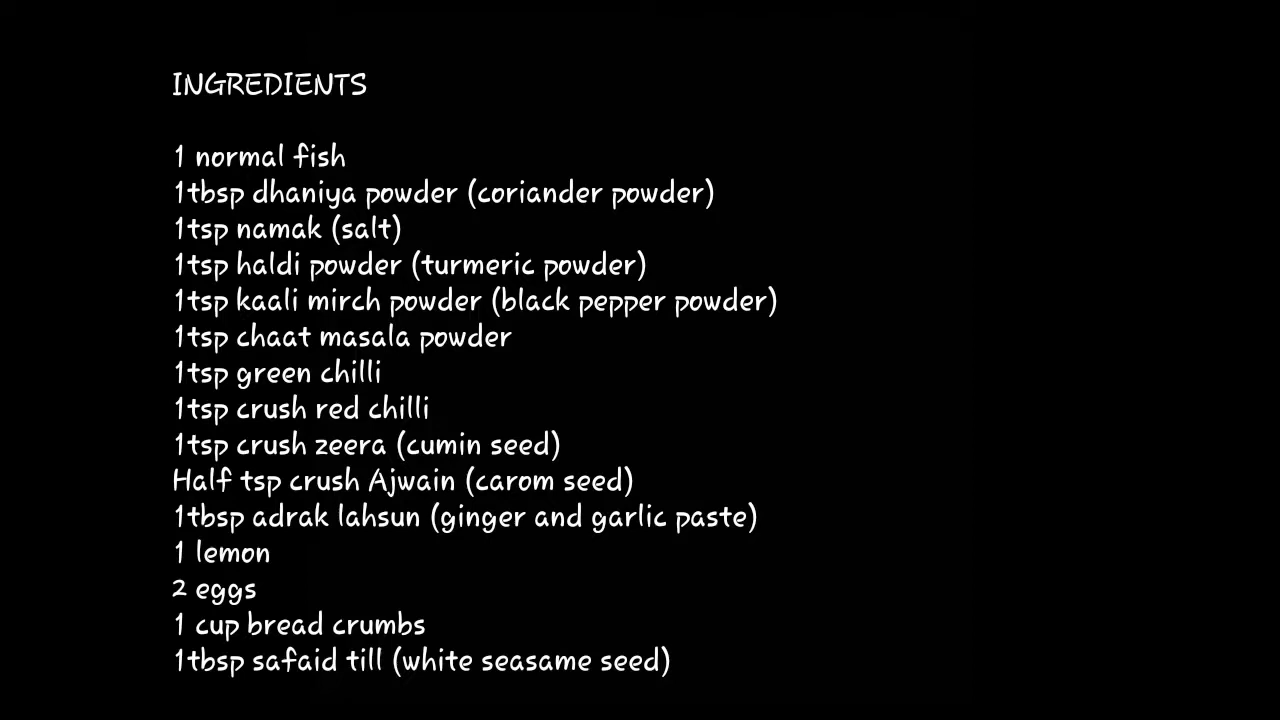 INGREDIENTS
1 normal fish
1tbsp dhaniya powder (coriander powder)
1tsp namak (salt)
1tsp haldi powder (turmeric powder)
1tsp kaali mirch powder (black pepper powder)
1tsp chaat masala powder
1tsp green chilli
1tsp crush red chilli
1tsp crush zeera (cumin seed)
Half tsp crush Ajwain (carom seed)
1tbsp adrak lahsun (ginger and garlic paste)
1 lemon
2 eggs
1 cup bread crumbs
1tbsp safaid till (white seasame seed)